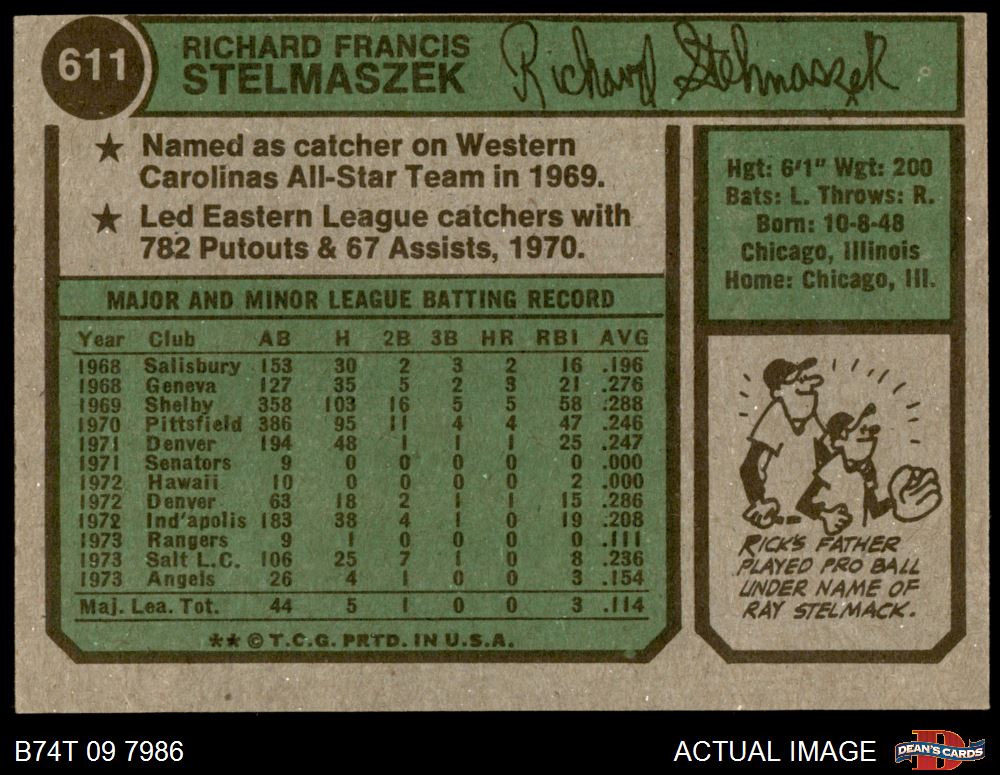 611
RICHARD FRANCIS
STELMASZEK
Richard Stelmaszek
★ Named as catcher on Western
Carolinas All-Star Team in 1969.
★ Led Eastern League catchers with
782 Putouts & 67 Assists, 1970.
Hgt: 6'1" Wgt: 200
Bats: L. Throws: R.
Born: 10-8-48
Chicago, Illinois
Home: Chicago, Ill.
MAJOR AND MINOR LEAGUE BATTING RECORD
Year Club AB H 2B 3B HR RBI AVG
1968 Salisbury 153 30 2 3 2 16 .196
1968 Geneva 127 35 5 2 3 21 .276
1969 Shelby 358 103 16 5 5 58 .288
1970 Pittsfield 386 95 11 4 4 47 .246
1971 Denver 194 48 1 1 1 25 .247
1971 Senators 9 0 0 0 0 0 .000
1972 Hawaii 10 0 0 0 0 2 .000
1972 Denver 63 18 2 1 1 15 .286
1972 Ind'apolis 183 38 4 1 0 19 .208
1973 Rangers 9 1 0 0 0 0 .111
1973 Salt L.C. 106 25 7 1 0 8 .236
1973 Angels 26 4 1 0 0 3 .154
Maj. Lea. Tot. 44 5 1 0 0 3 .114
** © T.C.G. PRTD. IN U.S.A.
RICK'S FATHER
PLAYED PRO BALL
UNDER NAME OF
RAY STELMACK.
B74T 09 7986
ACTUAL IMAGE
DEAN'S CARDS